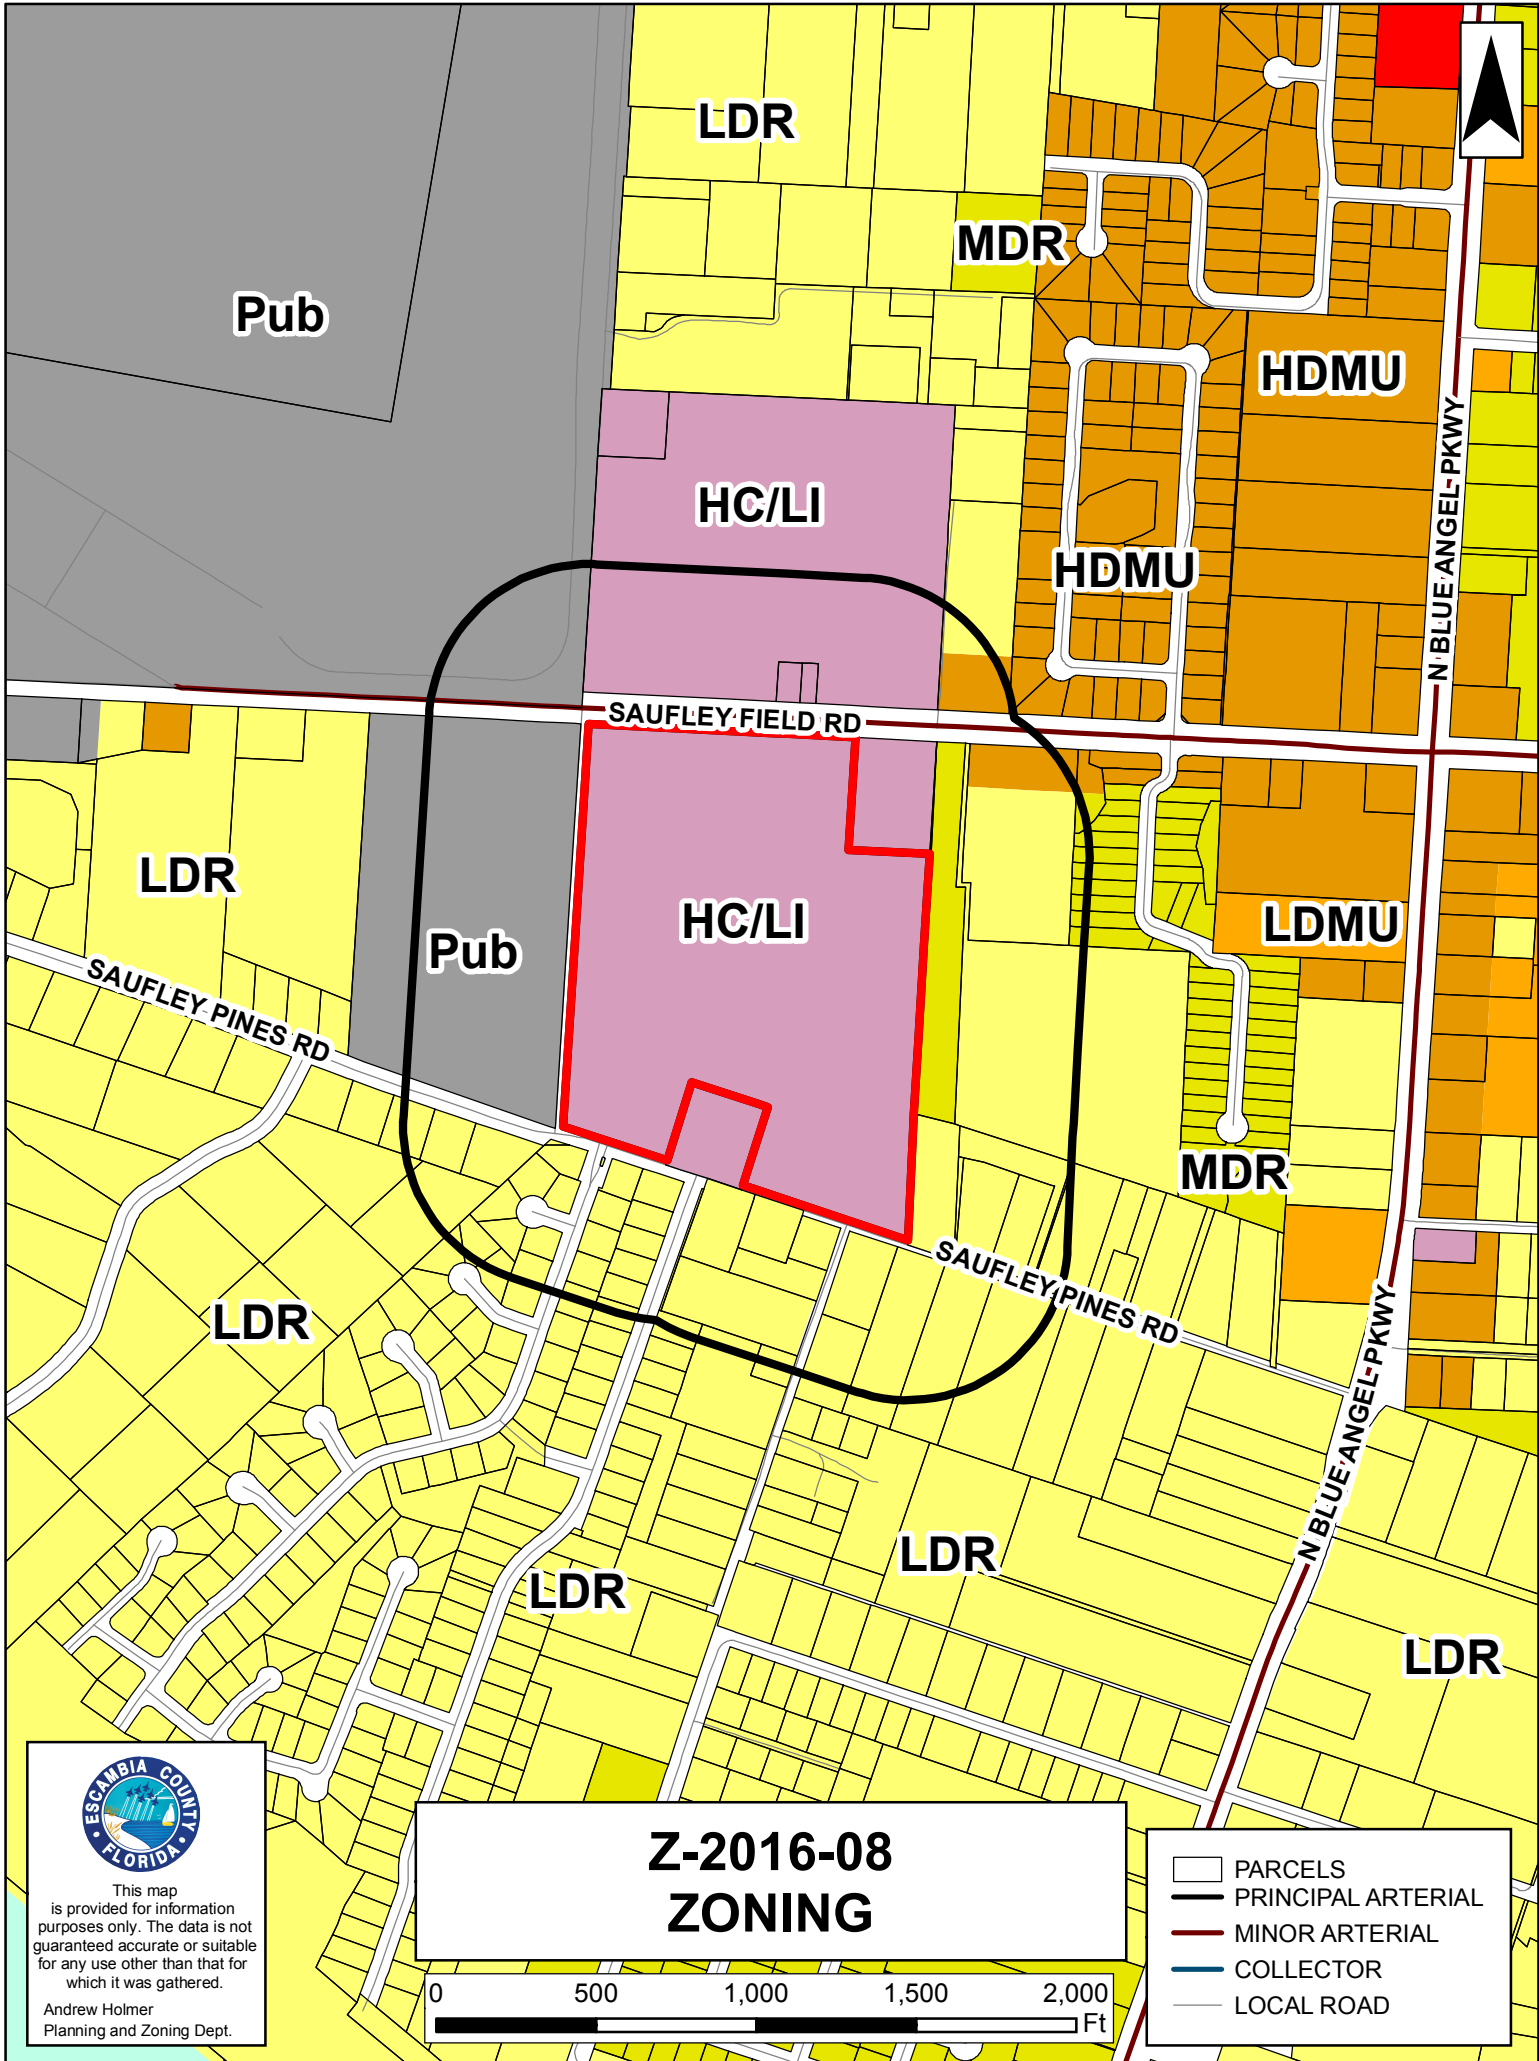 LDR
MDR
Pub
HDMU
HC/LI
HDMU
N BLUE ANGEL PKWY
SAUFLEY FIELD RD
LDR
HC/LI
LDMU
Pub
SAUFLEY PINES RD
MDR
SAUFLEY PINES RD
LDR
N BLUE ANGEL PKWY
LDR
LDR
LDR
ESCAMBIA COUNTY
FLORIDA
This map
is provided for information
purposes only. The data is not
guaranteed accurate or suitable
for any use other than that for
which it was gathered.
Andrew Holmer
Planning and Zoning Dept.
Z-2016-08
ZONING
0 500 1,000 1,500 2,000
Ft
PARCELS
PRINCIPAL ARTERIAL
MINOR ARTERIAL
COLLECTOR
LOCAL ROAD